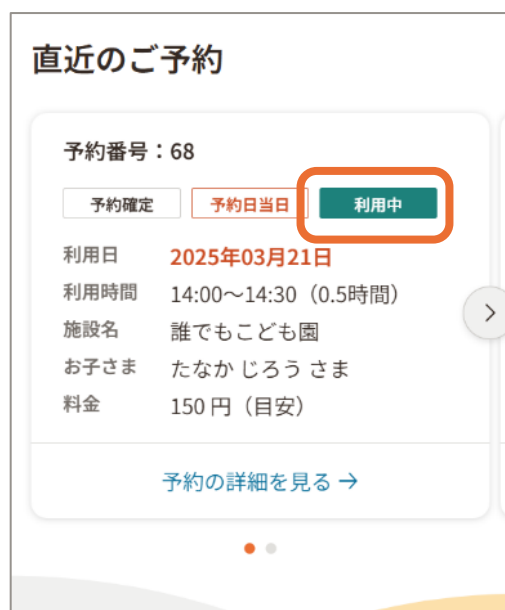 直近のご予約
予約番号：68
予約確定 予約日当日 利用中
利用日 2025年03月21日
利用時間 14:00～14:30（0.5時間）
施設名 誰でもこども園
お子さま たなか じろう さま
料金 150 円（目安）
予約の詳細を見る →